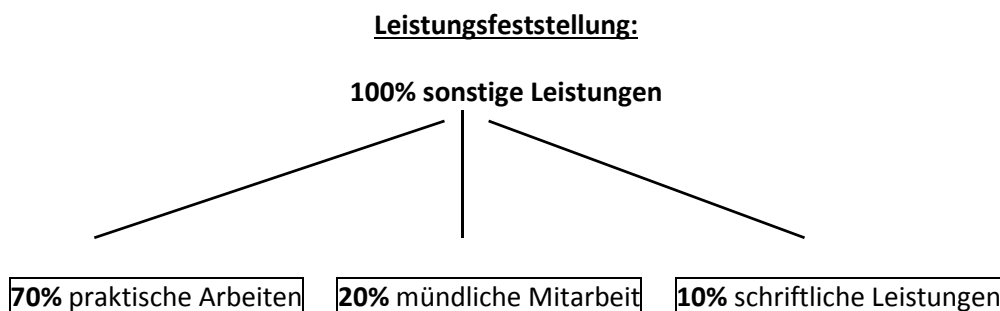 Leistungsfeststellung:
100% sonstige Leistungen
70% praktische Arbeiten
20% mündliche Mitarbeit
10% schriftliche Leistungen